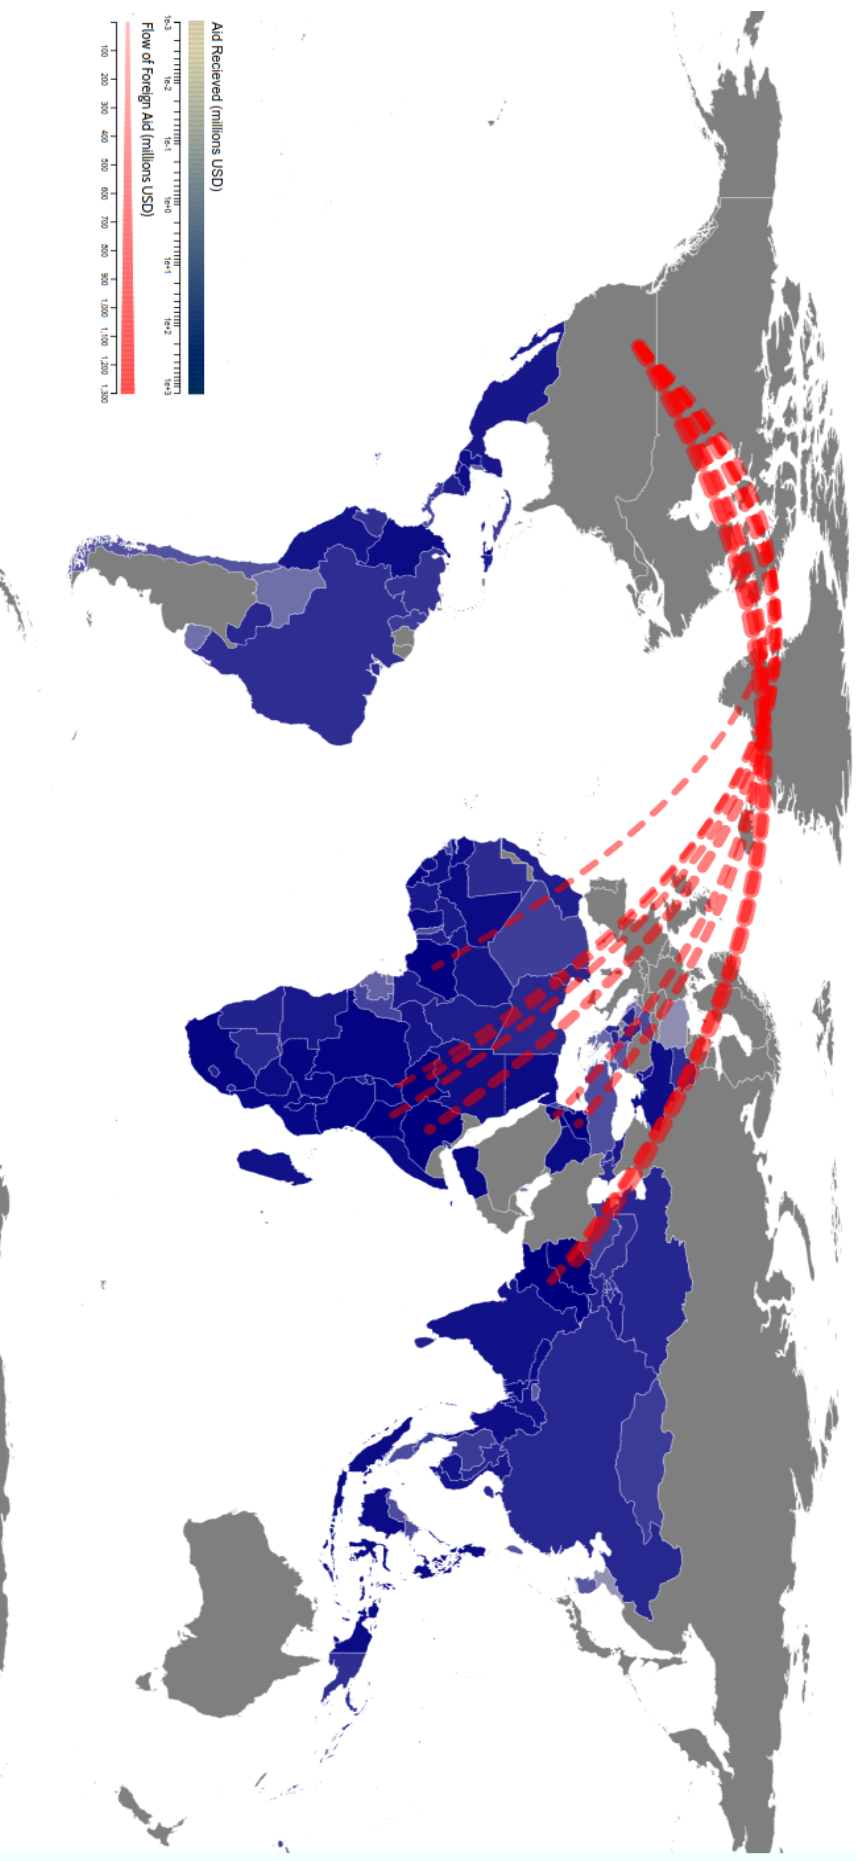 Aid Recieved (millions USD)
1e-3 1e-2 1e-1 1e+0 1e+1 1e+2 1e+3
Flow of Foreign Aid (millions USD)
100 200 300 400 500 600 700 800 900 1,000 1,100 1,200 1,300